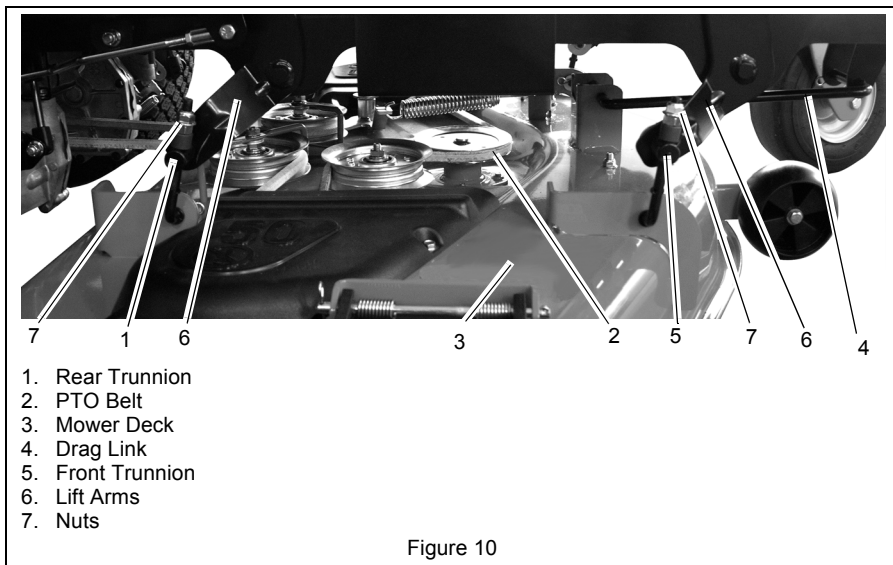 7 1 6 3 2 5 7 6 4
1. Rear Trunnion
2. PTO Belt
3. Mower Deck
4. Drag Link
5. Front Trunnion
6. Lift Arms
7. Nuts
Figure 10